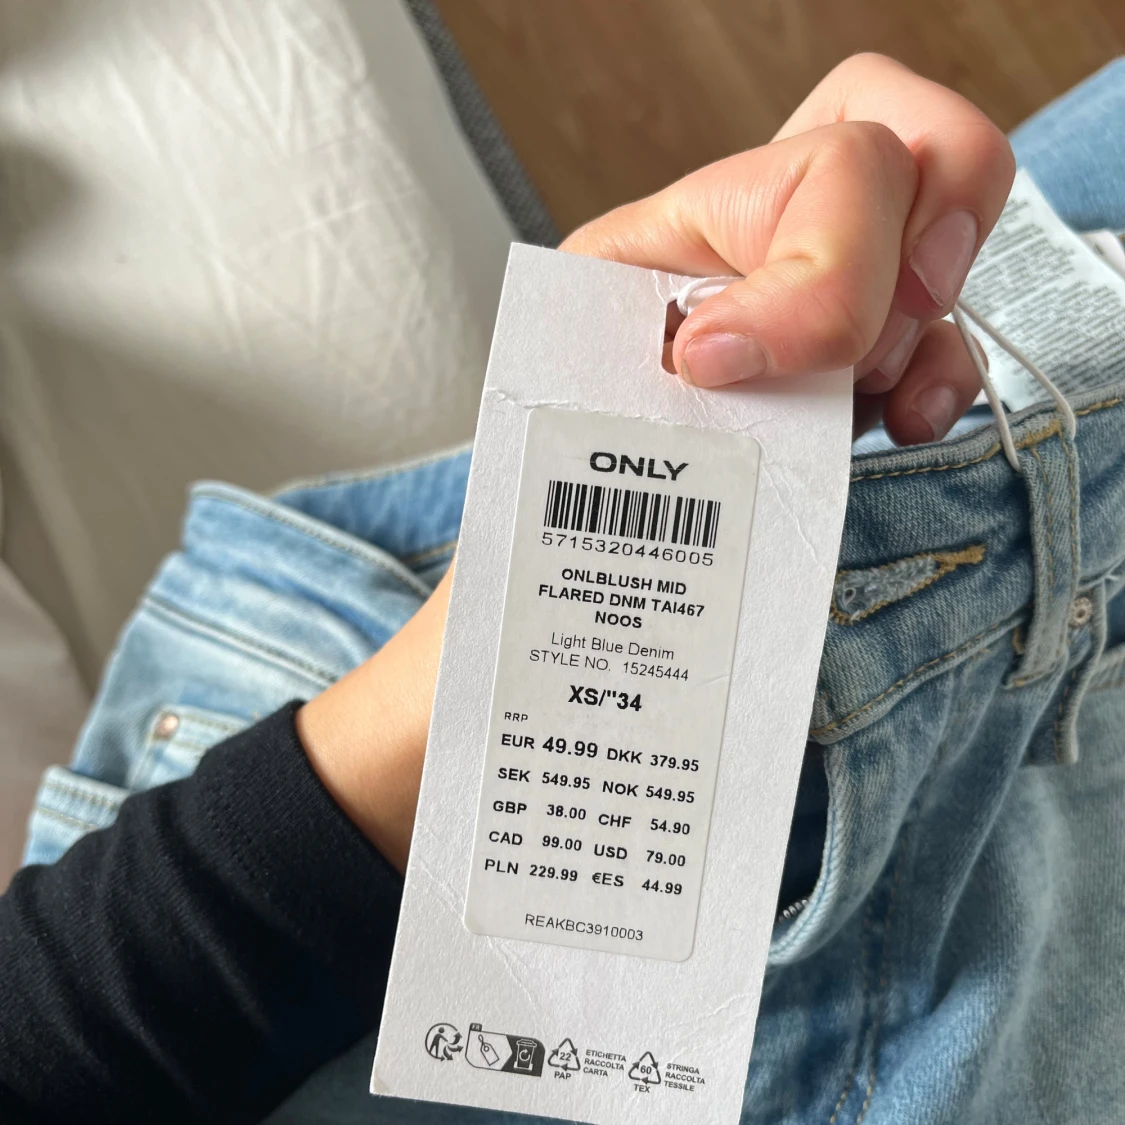 ONLY
5715320446005
ONLBLUSH MID
FLARED DNM TAI467
NOOS
Light Blue Denim
STYLE NO. 15245444
XS/"34
RRP
EUR 49.99 DKK 379.95
SEK 549.95 NOK 549.95
GBP 38.00 CHF 54.90
CAD 99.00 USD 79.00
PLN 229.99 €ES 44.99
REAKBC3910003
FR
22
PAP
ETICHETTA
RACCOLTA
CARTA
60
TEX
STRINGA
RACCOLTA
TESSILE